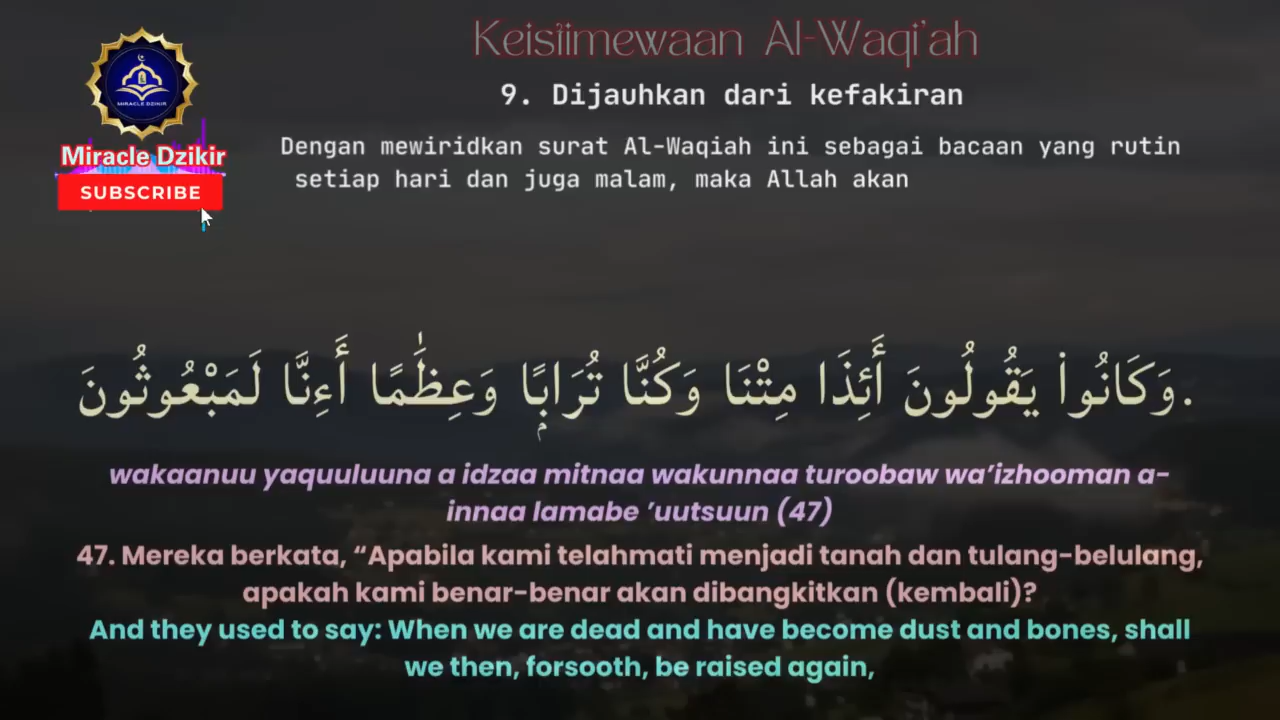 Keistimewaan Al-Waqi'ah
9. Dijauhkan dari kefakiran
Dengan mewiridkan surat Al-Waqiah ini sebagai bacaan yang rutin
setiap hari dan juga malam, maka Allah akan
MIRACLE DZIKIR
Miracle Dzikir
SUBSCRIBE
وَكَانُوا۟ يَقُولُونَ أَئِذَا مِتْنَا وَكُنَّا تُرَابًۭا وَعِظَٰمًا أَءِنَّا لَمَبْعُوثُونَ.
wakaanuu yaquuluuna a idzaa mitnaa wakunnaa turoobaw wa’izhooman a-
innaa lamabe ’uutsuun (47)
47. Mereka berkata, “Apabila kami telahmati menjadi tanah dan tulang-belulang,
apakah kami benar-benar akan dibangkitkan (kembali)?
And they used to say: When we are dead and have become dust and bones, shall
we then, forsooth, be raised again,